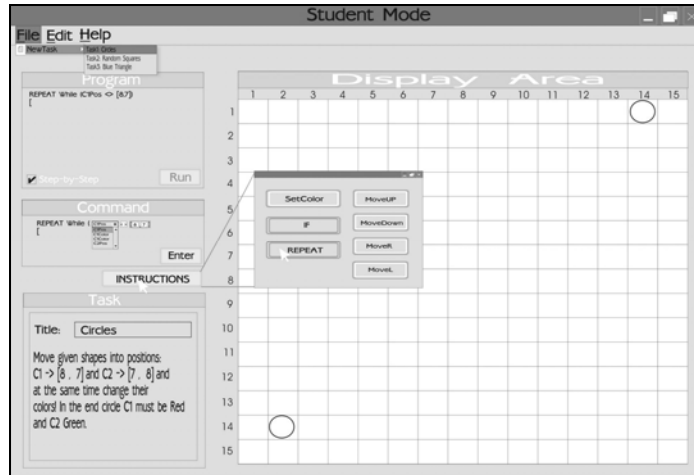 Student Mode
File Edit Help
NewTask
Task1: Circles
Task2: Random Squares
Task3: Blue Triangle
Program
REPEAT While (C1Pos <> [8,7])
[
Step-by-Step
Run
Command
REPEAT While (
[
Enter
INSTRUCTIONS
Task
Title: Circles
Move given shapes into positions:
C1 -> [8 , 7] and C2 -> [7 , 8] and
at the same time change their
colors! In the end circle C1 must be Red
and C2 Green.
Display Area
1 2 3 4 5 6 7 8 9 10 11 12 13 14 15
1
2
3
4
5
6
7
8
9
10
11
12
13
14
15
SetColor
IF
REPEAT
MoveUP
MoveDown
MoveR.
MoveL.